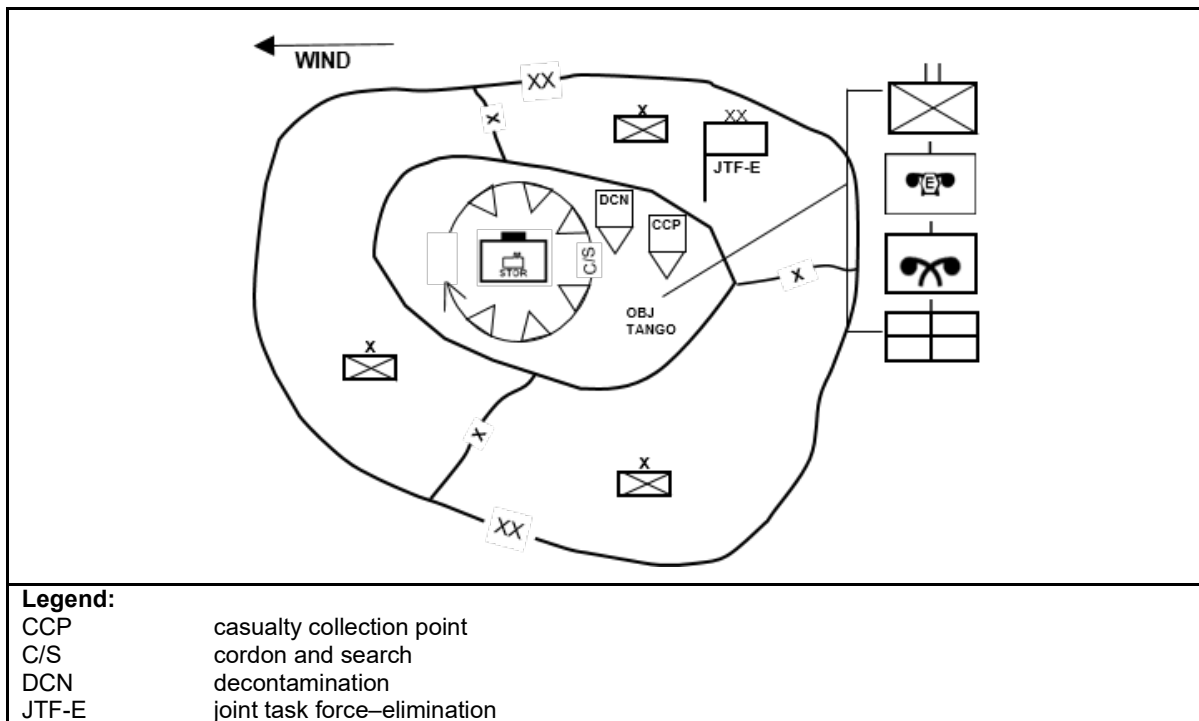 WIND
XX
X
X
XX
JTF-E
DCN
CCP
C/S
STOR
E
X
OBJ
TANGO
X
X
X
XX
Legend:
CCP casualty collection point
C/S cordon and search
DCN decontamination
JTF-E joint task force–elimination